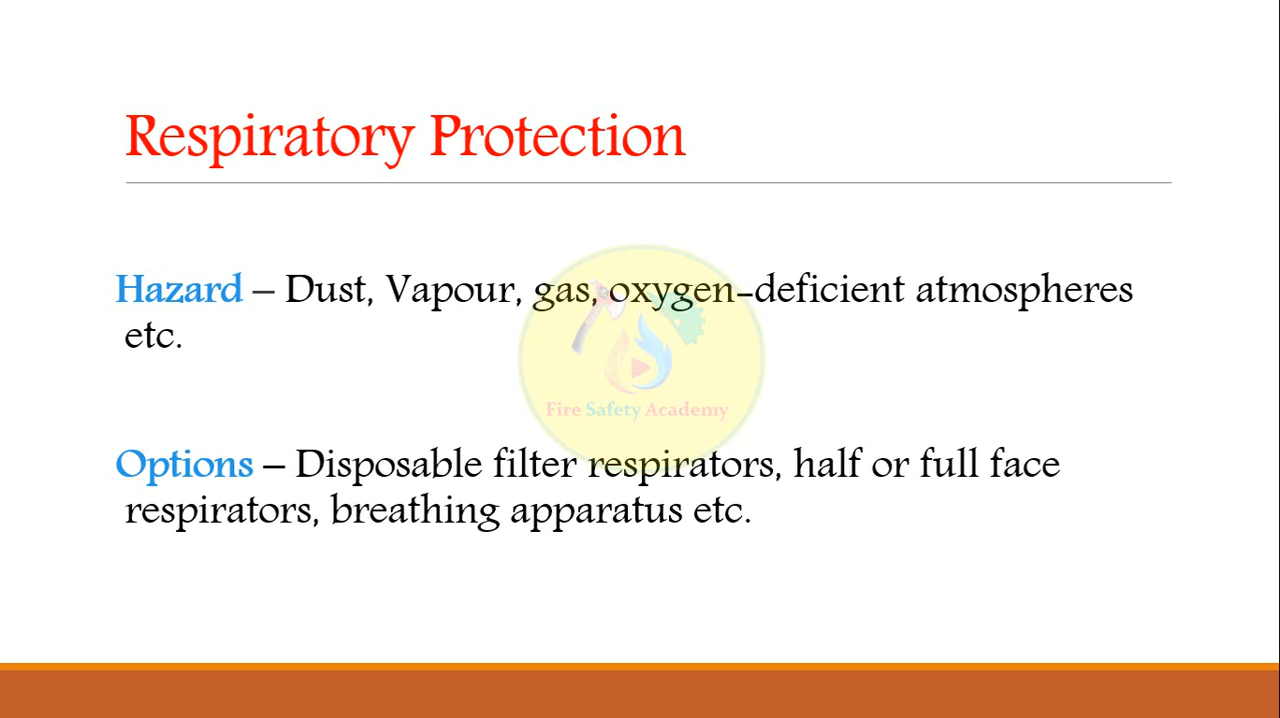 Respiratory Protection
Hazard – Dust, Vapour, gas, oxygen-deficient atmospheres
etc.
Fire Safety Academy
Options – Disposable filter respirators, half or full face
respirators, breathing apparatus etc.